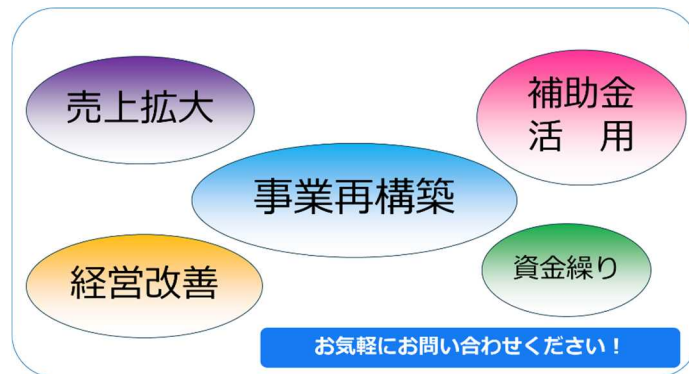 売上拡大
補助金
活　用
事業再構築
経営改善
資金繰り
お気軽にお問い合わせください！